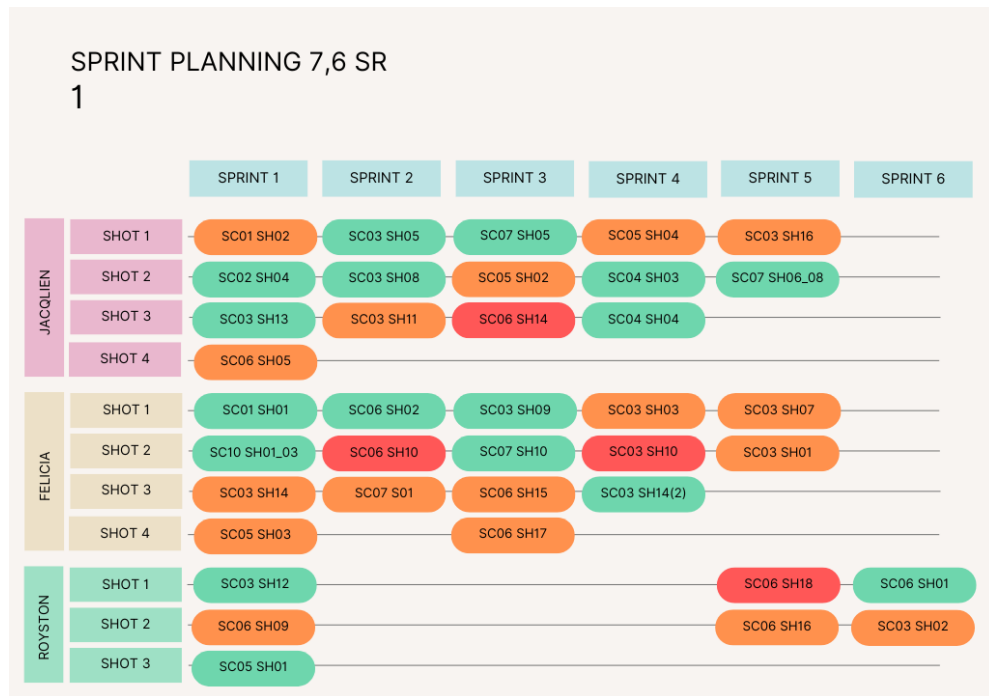 SPRINT PLANNING 7,6 SR
1
SPRINT 1 SPRINT 2 SPRINT 3 SPRINT 4 SPRINT 5 SPRINT 6
JACQLIEN
SHOT 1 SC01 SH02 SC03 SH05 SC07 SH05 SC05 SH04 SC03 SH16
SHOT 2 SC02 SH04 SC03 SH08 SC05 SH02 SC04 SH03 SC07 SH06_08
SHOT 3 SC03 SH13 SC03 SH11 SC06 SH14 SC04 SH04
SHOT 4 SC06 SH05
FELICIA
SHOT 1 SC01 SH01 SC06 SH02 SC03 SH09 SC03 SH03 SC03 SH07
SHOT 2 SC10 SH01_03 SC06 SH10 SC07 SH10 SC03 SH10 SC03 SH01
SHOT 3 SC03 SH14 SC07 S01 SC06 SH15 SC03 SH14(2)
SHOT 4 SC05 SH03 SC06 SH17
ROYSTON
SHOT 1 SC03 SH12 SC06 SH18 SC06 SH01
SHOT 2 SC06 SH09 SC06 SH16 SC03 SH02
SHOT 3 SC05 SH01